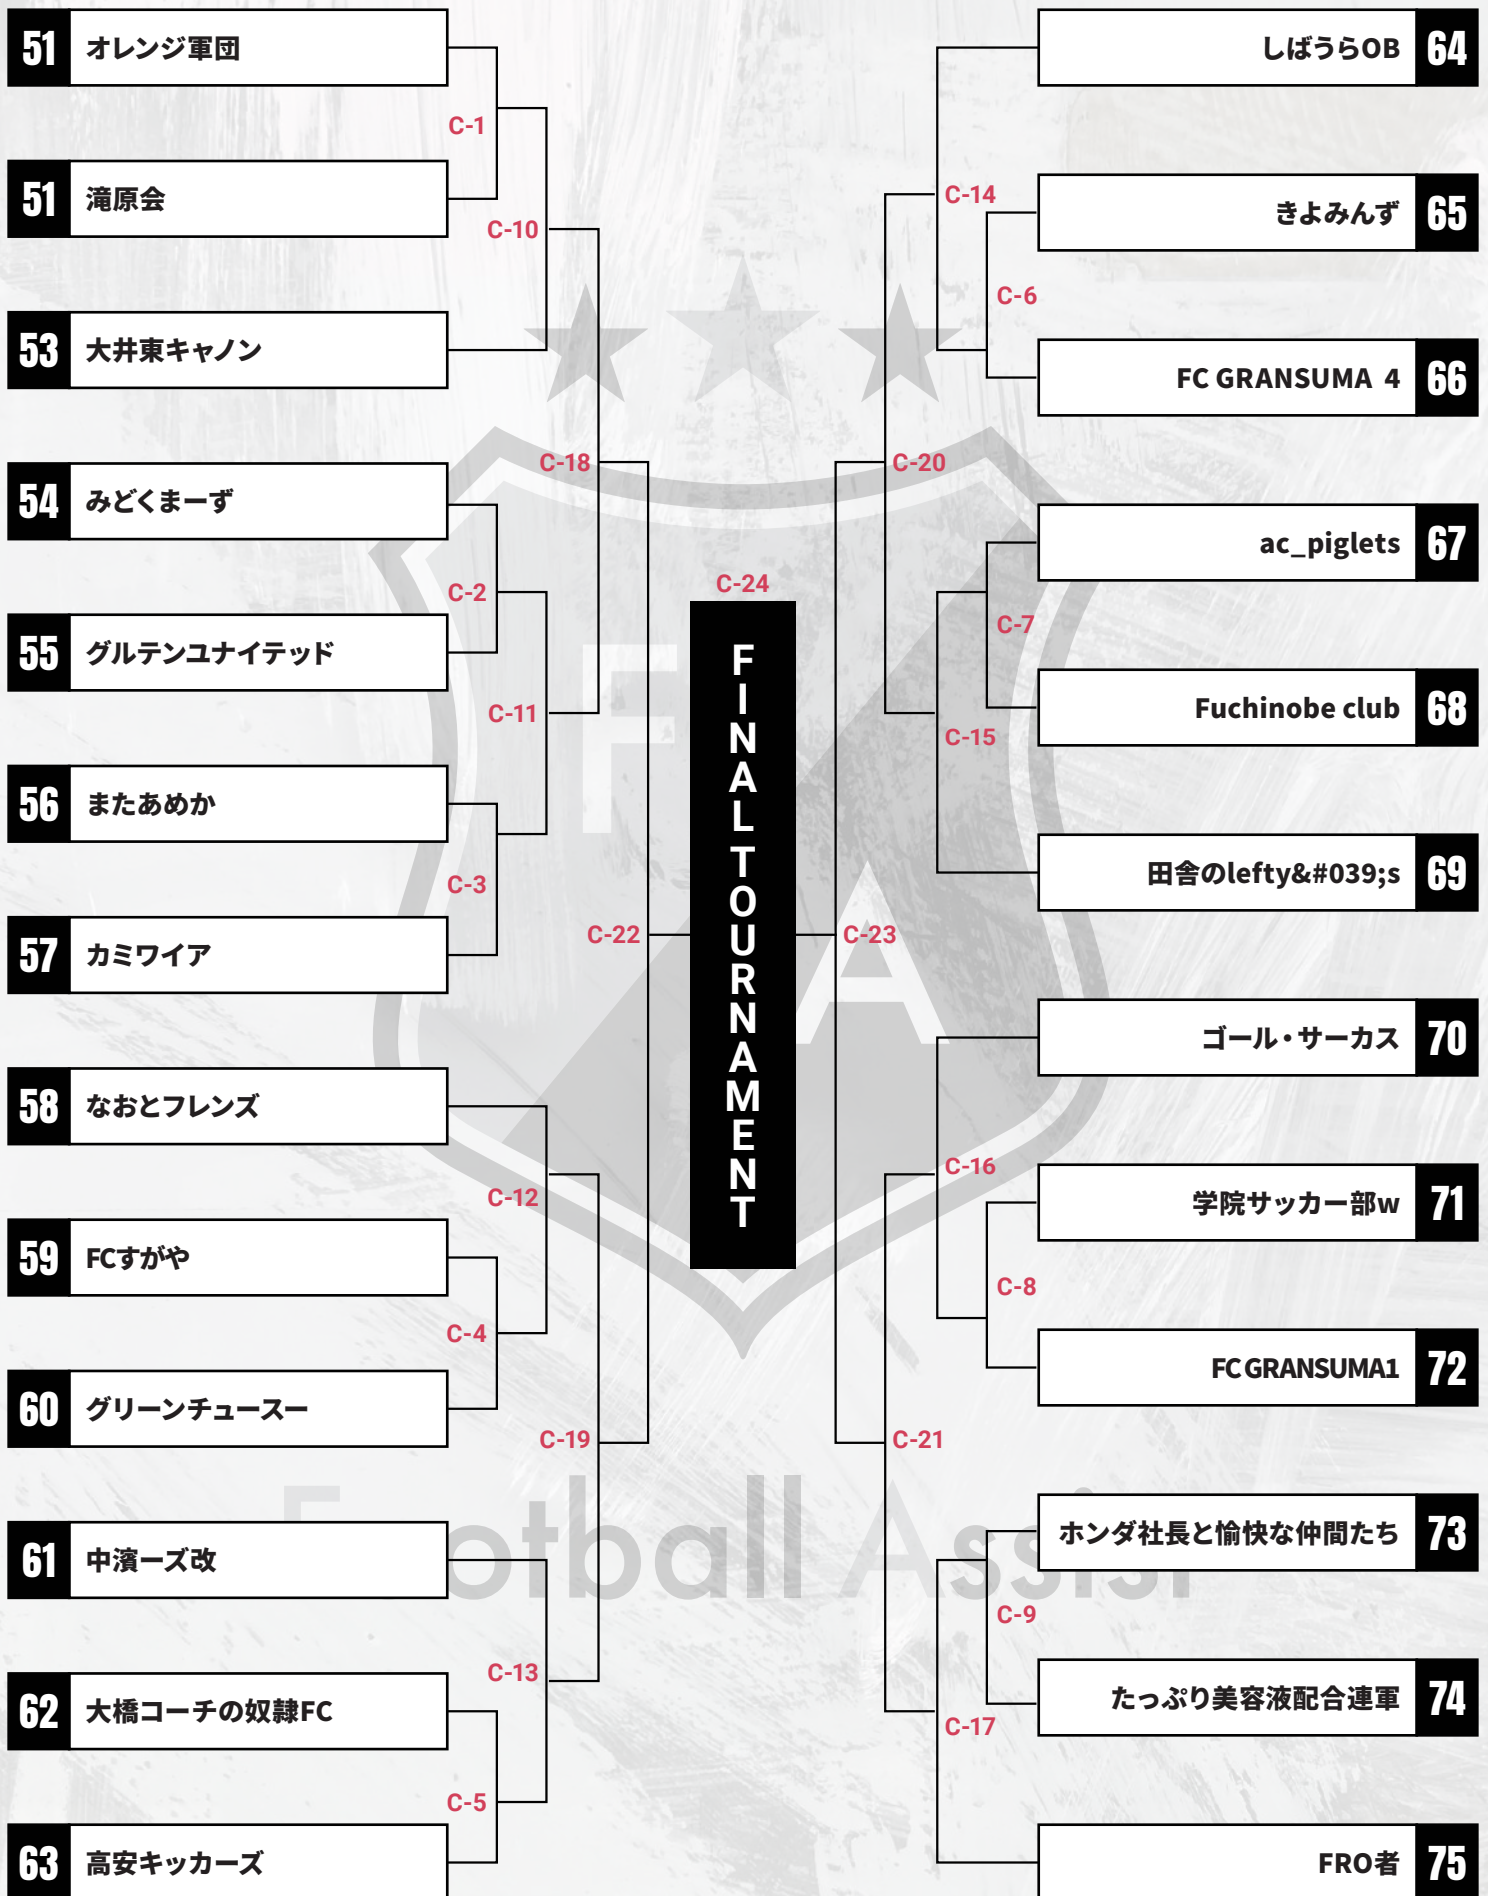 51 オレンジ軍団
C-1
51 滝原会
C-10
53 大井東キャノン
C-18
54 みどくまーず
C-2
55 グルテンユナイテッド
C-11
56 またあめか
C-3
57 カミワイア
C-22
58 なおとフレンズ
C-12
59 FCすがや
C-4
60 グリーンチュースー
C-19
61 中濱ーズ改
C-13
62 大橋コーチの奴隷FC
C-5
63 高安キッカーズ
C-24
FINAL TOURNAMENT
しばうらOB 64
C-14
きよみんず 65
C-6
FC GRANSUMA 4 66
C-20
ac_piglets 67
C-7
Fuchinobe club 68
C-15
田舎のlefty&#039;s 69
C-23
ゴール・サーカス 70
C-16
学院サッカー部w 71
C-8
FC GRANSUMA1 72
C-21
ホンダ社長と愉快な仲間たち 73
C-9
たっぷり美容液配合連軍 74
C-17
FRO者 75
F A
Football Assist